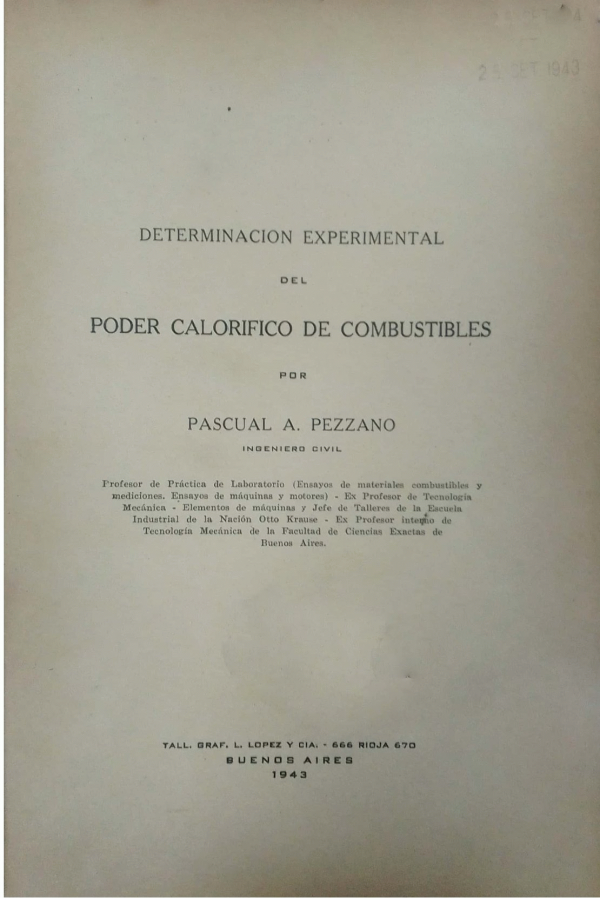 1943
DETERMINACION EXPERIMENTAL
DEL
PODER CALORIFICO DE COMBUSTIBLES
POR
PASCUAL A. PEZZANO
INGENIERO CIVIL
Profesor de Práctica de Laboratorio (Ensayos de materiales combustibles y
mediciones. Ensayos de máquinas y motores) - Ex Profesor de Tecnología
Mecánica - Elementos de máquinas y Jefe de Talleres de la Escuela
Industrial de la Nación Otto Krause - Ex Profesor de
Tecnología Mecánica de la Facultad de Ciencias Exactas de
Buenos Aires.
TALL. GRAF. L. LOPEZ Y CIA. - 666 RIOJA 670
BUENOS AIRES
1943